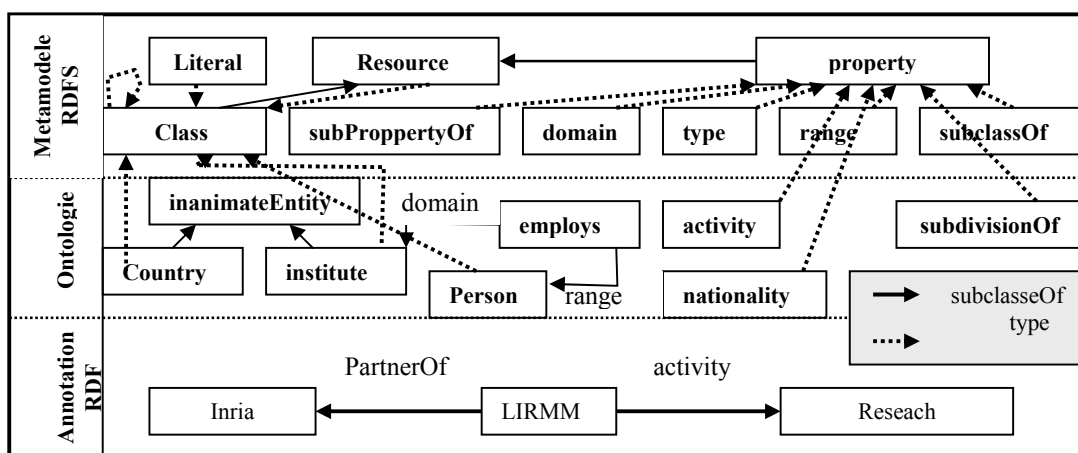 Metamodele
RDFS
Literal
Resource
property
Class
subProppertyOf
domain
type
range
subclassOf
Ontologie
inanimateEntity
domain
employs
activity
subdivisionOf
Country
institute
Person
range
nationality
subclasseOf
type
Annotation
RDF
PartnerOf
activity
Inria
LIRMM
Reseach